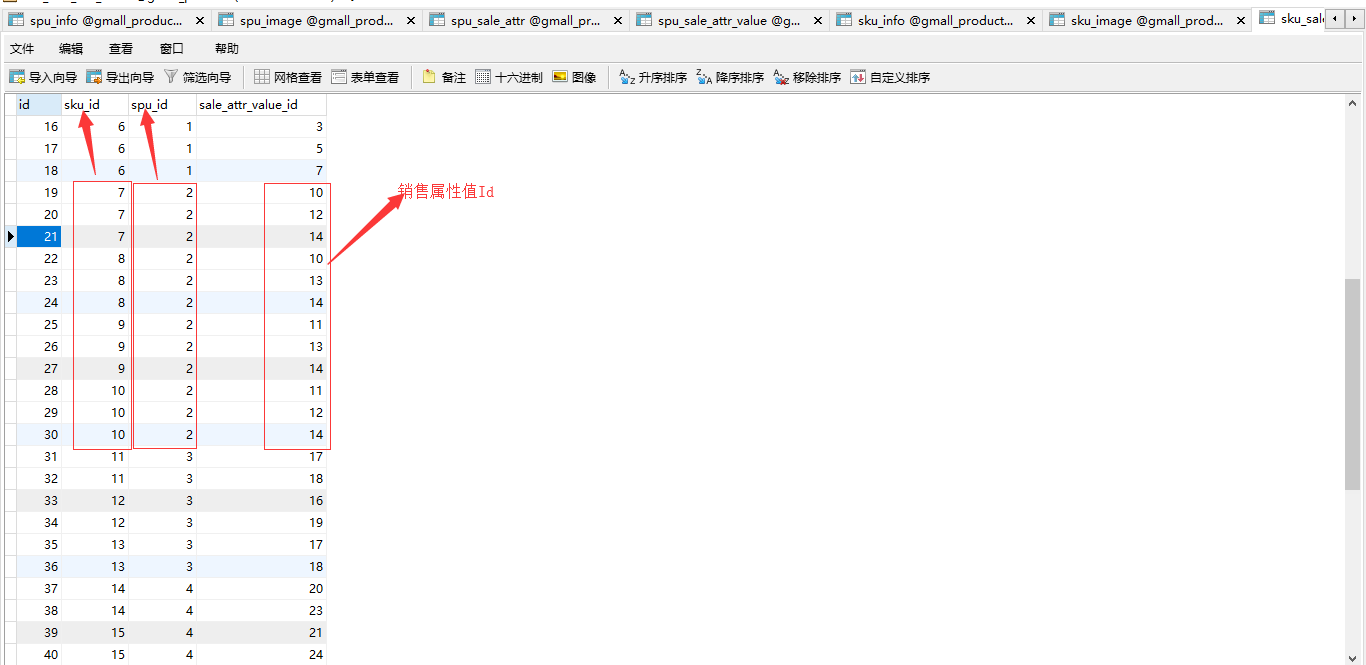 spu_info @gmall_produc... spu_image @gmall_prod... spu_sale_attr @gmall_pr... spu_sale_attr_value @g... sku_info @gmall_product... sku_image @gmall_prod... sku_sal
文件 编辑 查看 窗口 帮助
导入向导 导出向导 筛选向导 网格查看 表单查看 备注 十六进制 图像 升序排序 降序排序 移除排序 自定义排序
id sku_id spu_id sale_attr_value_id
16 6 1 3
17 6 1 5
18 6 1 7
19 7 2 10 销售属性值Id
20 7 2 12
21 7 2 14
22 8 2 10
23 8 2 13
24 8 2 14
25 9 2 11
26 9 2 13
27 9 2 14
28 10 2 11
29 10 2 12
30 10 2 14
31 11 3 17
32 11 3 18
33 12 3 16
34 12 3 19
35 13 3 17
36 13 3 18
37 14 4 20
38 14 4 23
39 15 4 21
40 15 4 24